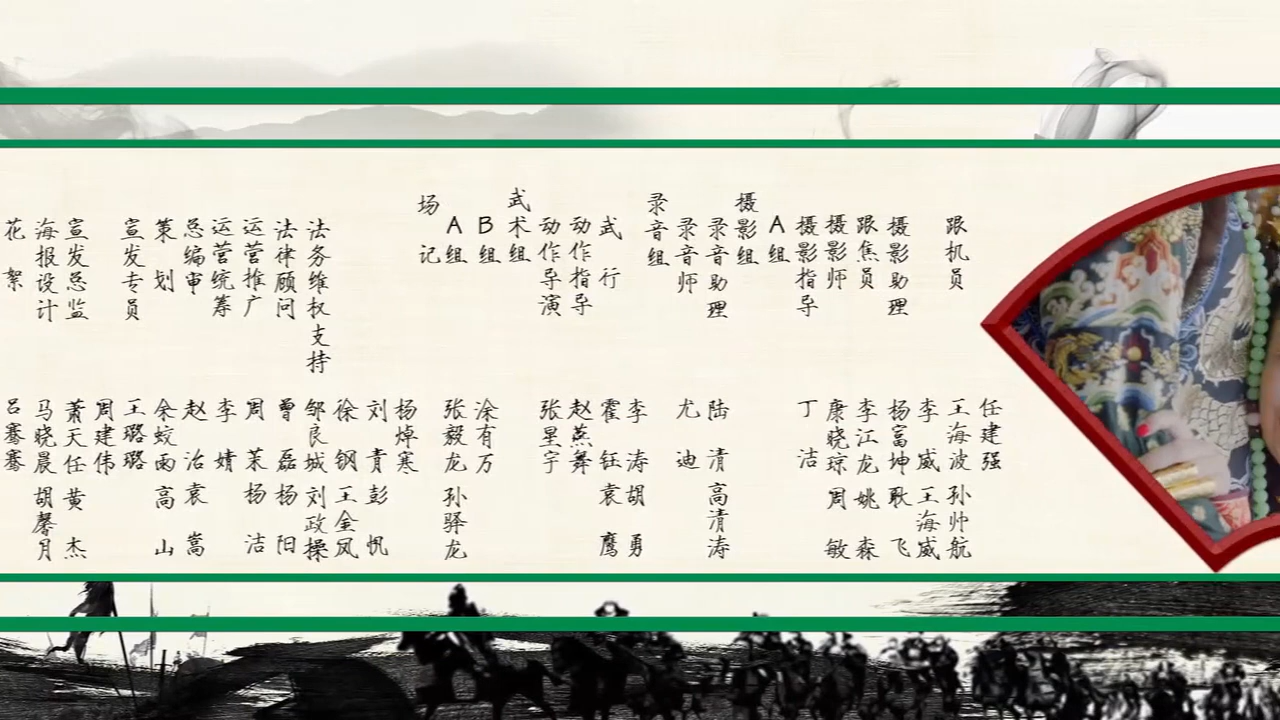 花絮 吕骞骞
海报设计 马晓晨 胡馨月
宣发总监 萧天任 黄杰
周建伟
宣发专员 王璐璐
策划 余蛟雨 高山
总编审 赵治 袁嵩
运营统筹 李婧
运营推广 周茉 杨洁
法律顾问 曾磊 杨阳
法务维权支持 邹良城 刘政操
徐钢 王金凤
刘贵 彭帆
杨焯寒
场记
A组 张毅龙 孙驿龙
B组 涂有万
武术组
动作导演 张星宇
动作指导 赵燕舞
武行 霍钰 袁鹰
李涛 胡勇
录音组
录音师 尤迪
录音助理 陆清 高清涛
摄影组
A组
摄影指导 丁洁
摄影师 康晓琮 周敏
跟焦员 李江龙 姚森
摄影助理 杨富坤 耿飞
李威 王海威
跟机员 王海波 孙帅航
任建强